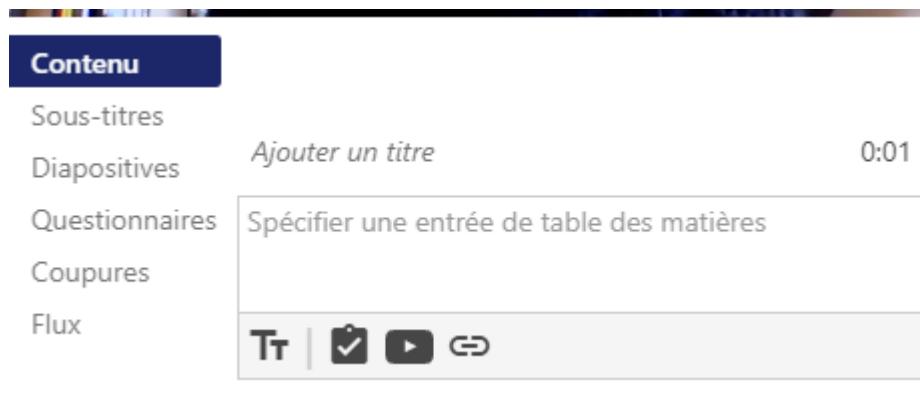 Contenu
Sous-titres
Diapositives
Questionnaires
Coupures
Flux
Ajouter un titre 0:01
Spécifier une entrée de table des matières
TT